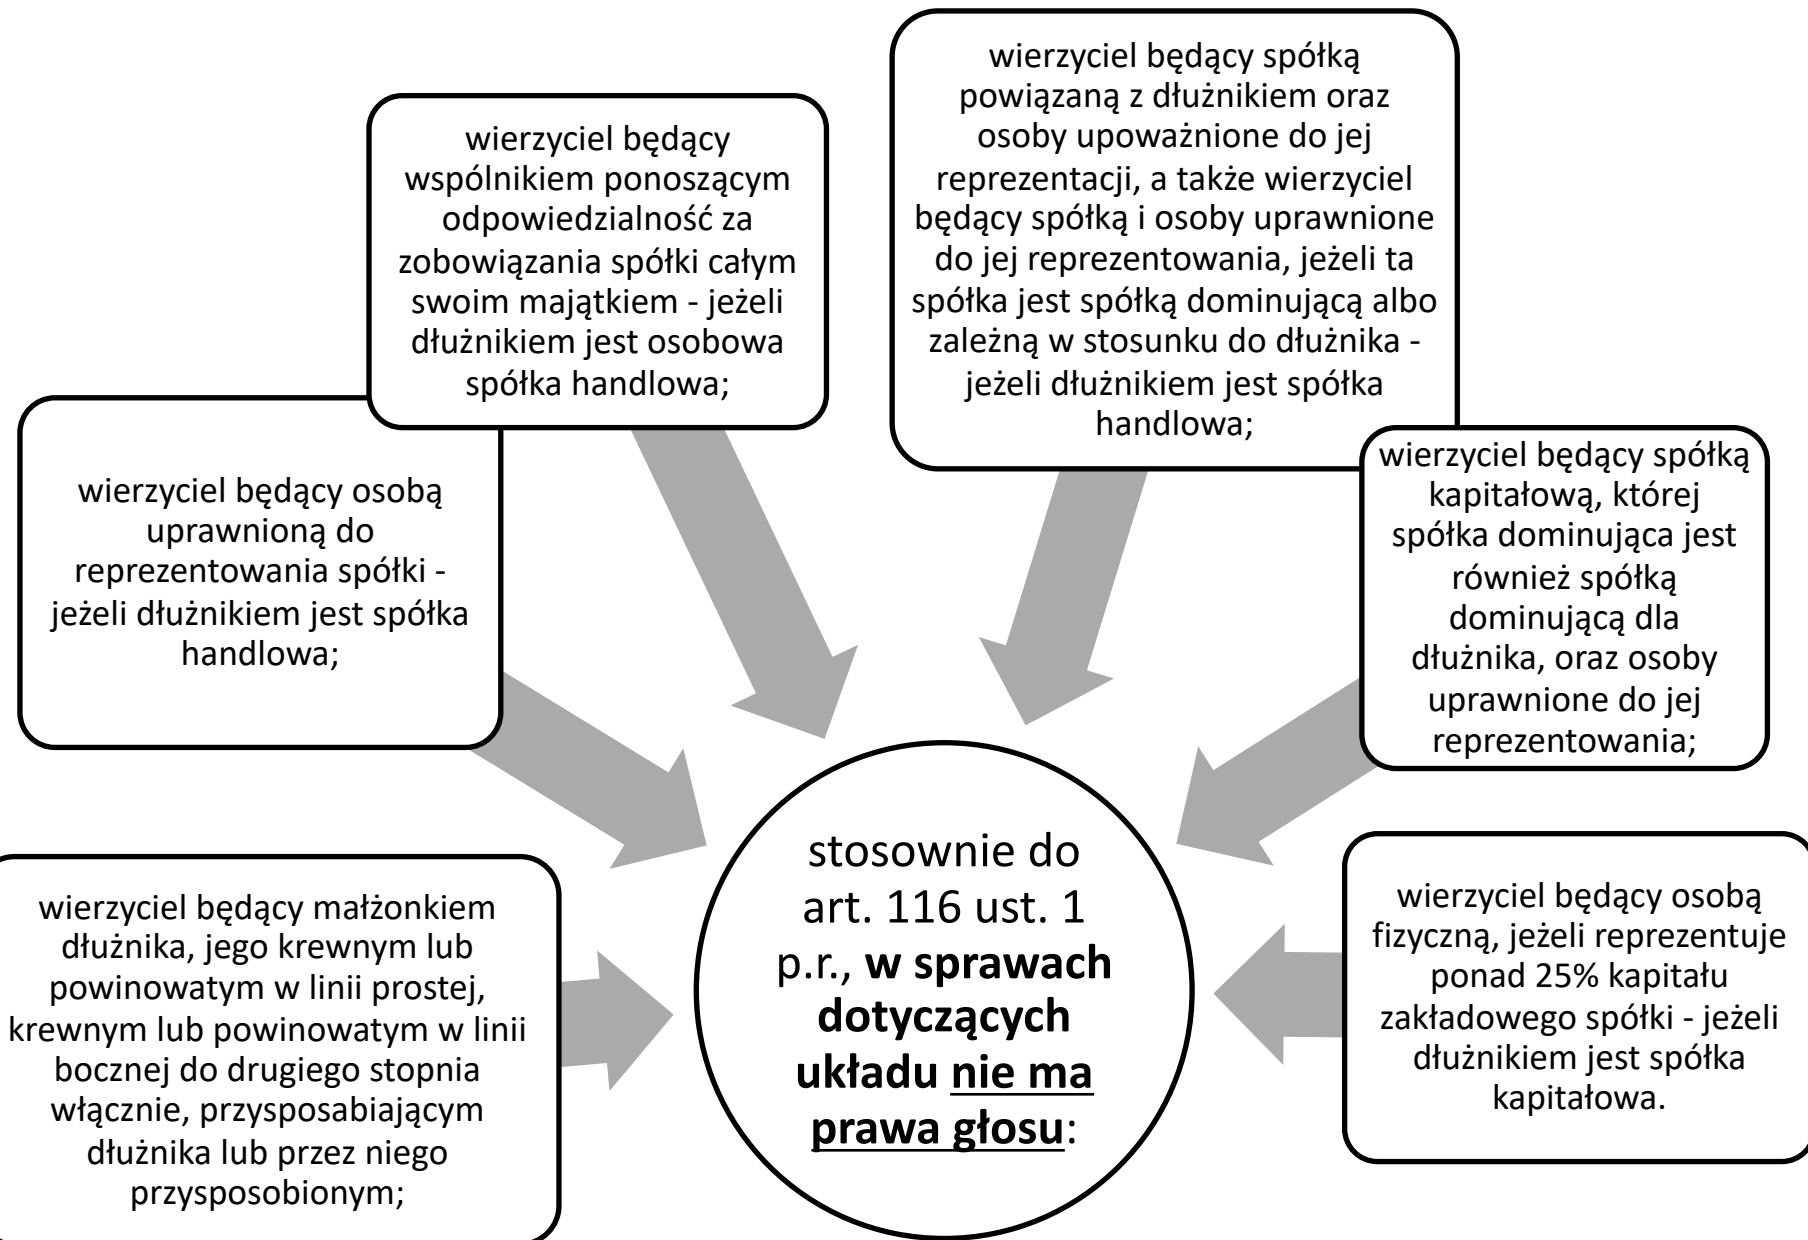 wierzyciel będący spółką
powiązaną z dłużnikiem oraz
osoby upoważnione do jej
reprezentacji, a także wierzyciel
będący spółką i osoby uprawnione
do jej reprezentowania, jeżeli ta
spółka jest spółką dominującą albo
zależną w stosunku do dłużnika -
jeżeli dłużnikiem jest spółka
handlowa;
wierzyciel będący
wspólnikiem ponoszącym
odpowiedzialność za
zobowiązania spółki całym
swoim majątkiem - jeżeli
dłużnikiem jest osobowa
spółka handlowa;
wierzyciel będący osobą
uprawnioną do
reprezentowania spółki -
jeżeli dłużnikiem jest spółka
handlowa;
wierzyciel będący spółką
kapitałową, której
spółka dominująca jest
również spółką
dominującą dla
dłużnika, oraz osoby
uprawnione do jej
reprezentowania;
wierzyciel będący małżonkiem
dłużnika, jego krewnym lub
powinowatym w linii prostej,
krewnym lub powinowatym w linii
bocznej do drugiego stopnia
włącznie, przysposabiającym
dłużnika lub przez niego
przysposobionym;
stosownie do
art. 116 ust. 1
p.r., w sprawach
dotyczących
układu nie ma
prawa głosu:
wierzyciel będący osobą
fizyczną, jeżeli reprezentuje
ponad 25% kapitału
zakładowego spółki - jeżeli
dłużnikiem jest spółka
kapitałowa.